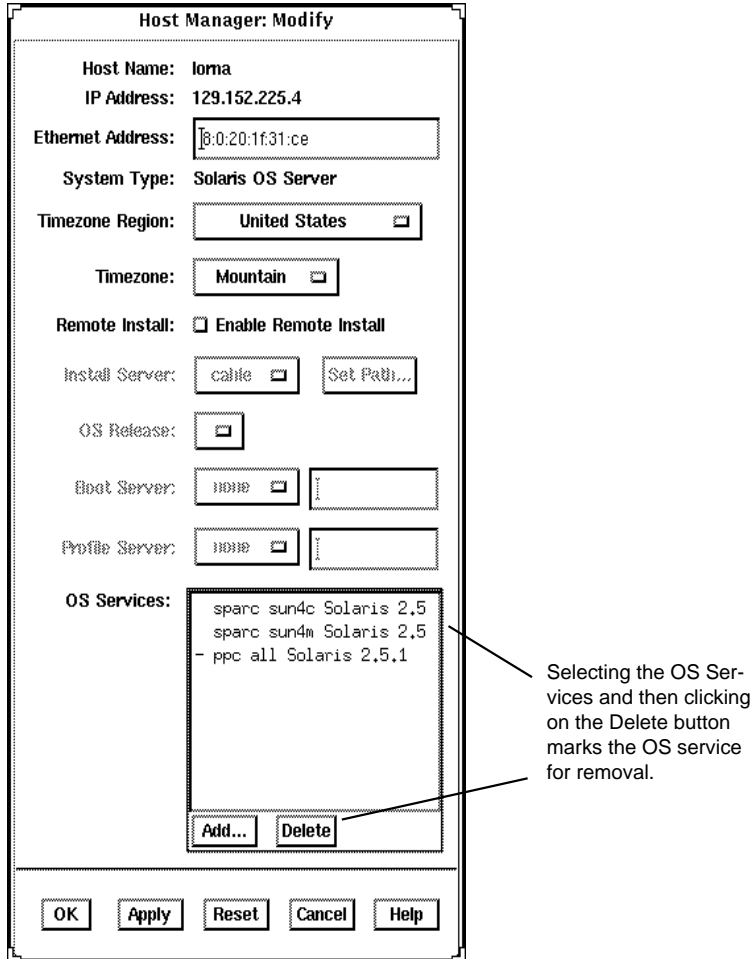 Host Manager: Modify
Host Name: lorna
IP Address: 129.152.225.4
Ethernet Address: 8:0:20:1f:31:ce
System Type: Solaris OS Server
Timezone Region: United States
Timezone: Mountain
Remote Install: Enable Remote Install
Install Server: cable Set Path...
OS Release:
Boot Server: none
Profile Server: none
OS Services:
sparc sun4c Solaris 2.5
sparc sun4m Solaris 2.5
- ppc all Solaris 2.5.1
Selecting the OS Ser-
vices and then clicking
on the Delete button
marks the OS service
for removal.
Add... Delete
OK Apply Reset Cancel Help